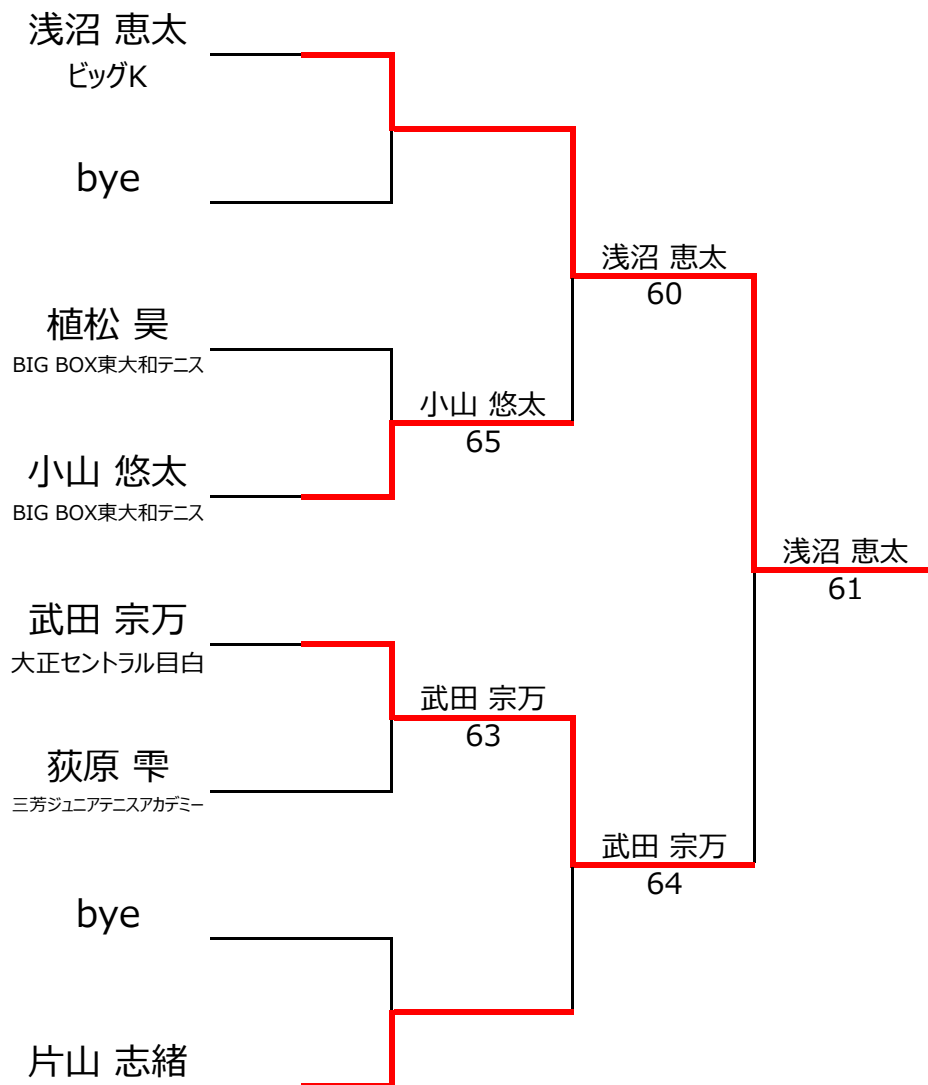 浅沼 恵太
ビッグK
bye
浅沼 恵太
60
植松 昊
BIG BOX東大和テニス
小山 悠太
65
小山 悠太
BIG BOX東大和テニス
浅沼 恵太
61
武田 宗万
大正セントラル目白
武田 宗万
63
荻原 雫
三芳ジュニアテニスアカデミー
武田 宗万
64
bye
片山 志緒